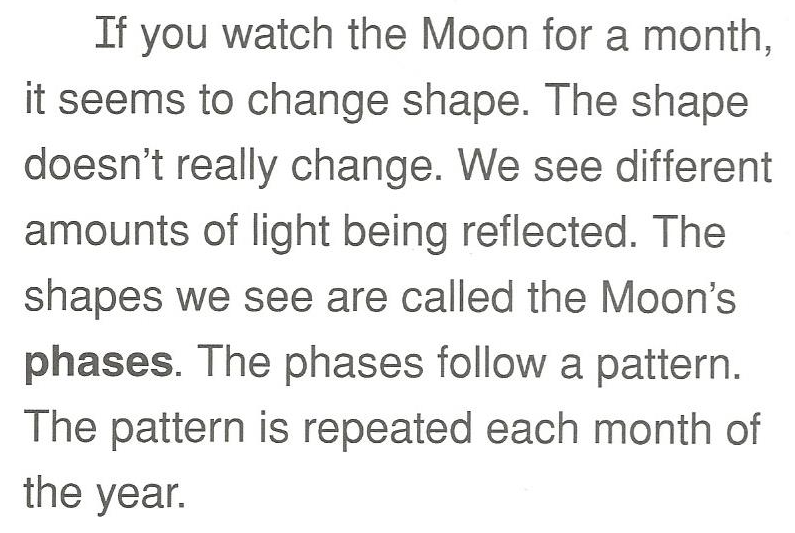 If you watch the Moon for a month,
it seems to change shape. The shape
doesn't really change. We see different
amounts of light being reflected. The
shapes we see are called the Moon's
phases. The phases follow a pattern.
The pattern is repeated each month of
the year.